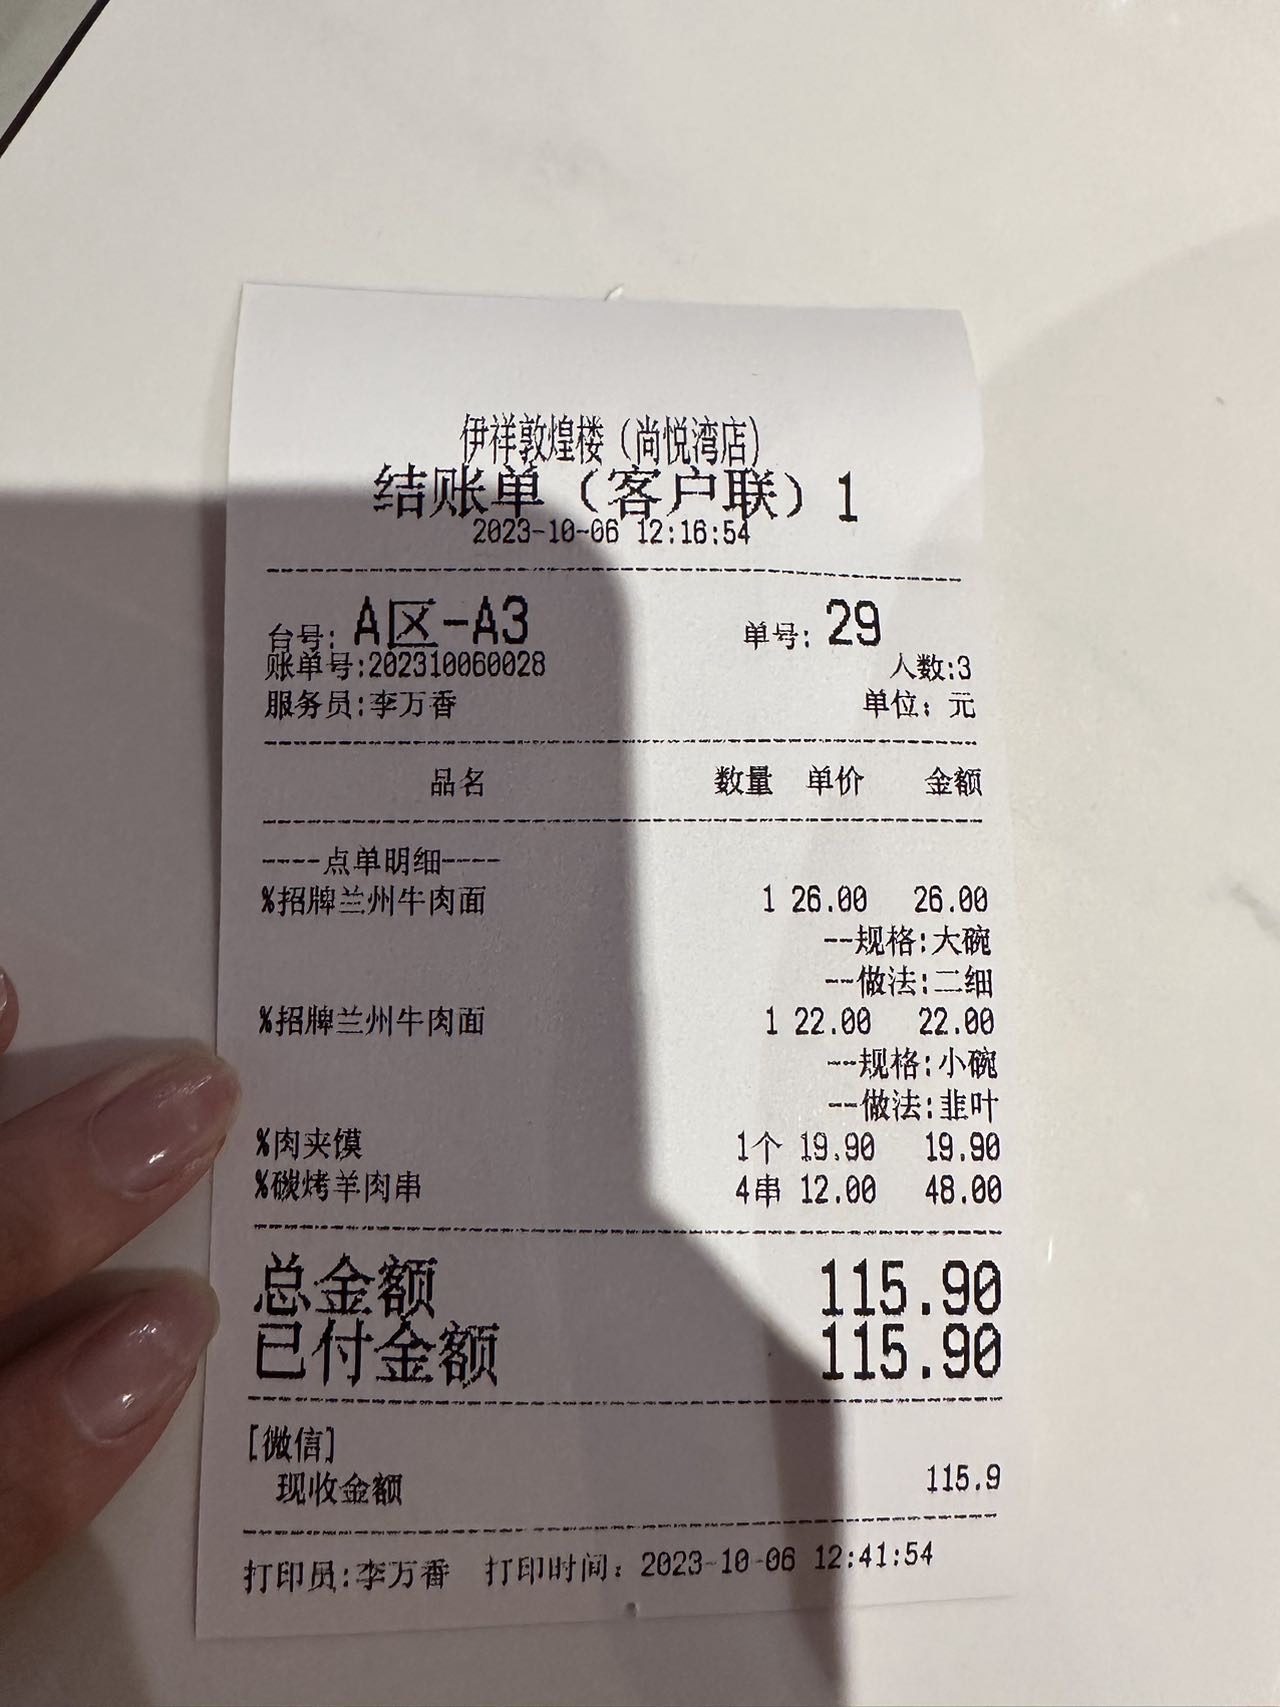 伊祥敦煌楼（尚悦湾店）
结账单（客户联）1
2023-10-06 12:16:54
台号: A区-A3 单号: 29
账单号:202310060028 人数:3
服务员:李万香 单位: 元
品名 数量 单价 金额
----点单明细----
%招牌兰州牛肉面 1 26.00 26.00
--规格:大碗
--做法:二细
%招牌兰州牛肉面 1 22.00 22.00
--规格:小碗
--做法:韭叶
%肉夹馍 1个 19.90 19.90
%碳烤羊肉串 4串 12.00 48.00
总金额 115.90
已付金额 115.90
[微信]
现收金额 115.9
打印员:李万香 打印时间: 2023-10-06 12:41:54